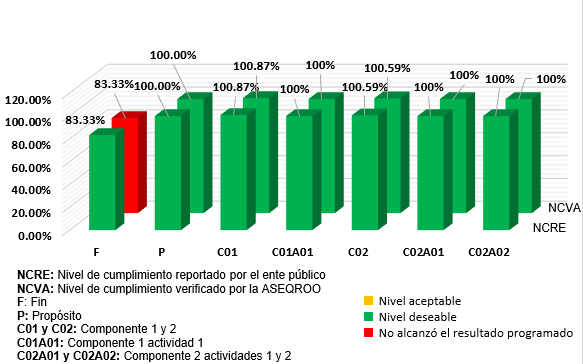 100.00%
100.87%
100%
100.59%
100%
100%
83.33%
100.00%
100.87%
100%
100.59%
100%
100%
83.33%
120.00%
100.00%
80.00%
60.00%
40.00%
20.00%
0.00%
NCVA
NCRE
F P C01 C01A01 C02 C02A01 C02A02
NCRE: Nivel de cumplimiento reportado por el ente público
NCVA: Nivel de cumplimiento verificado por la ASEQROO
F: Fin
P: Propósito
C01 y C02: Componente 1 y 2
C01A01: Componente 1 actividad 1
C02A01 y C02A02: Componente 2 actividades 1 y 2
Nivel aceptable
Nivel deseable
No alcanzó el resultado programado